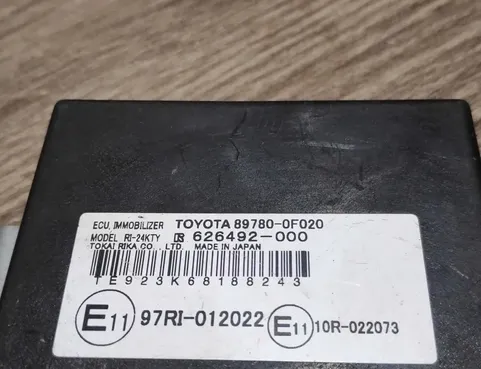 ECU, IMMOBILIZER TOYOTA 89780-0F020
MODEL RI-24KTY 626492-000
TOKAI RIKA CO., LTD. MADE IN JAPAN
TE923K68188243
E11 97RI-012022 E11 10R-022073